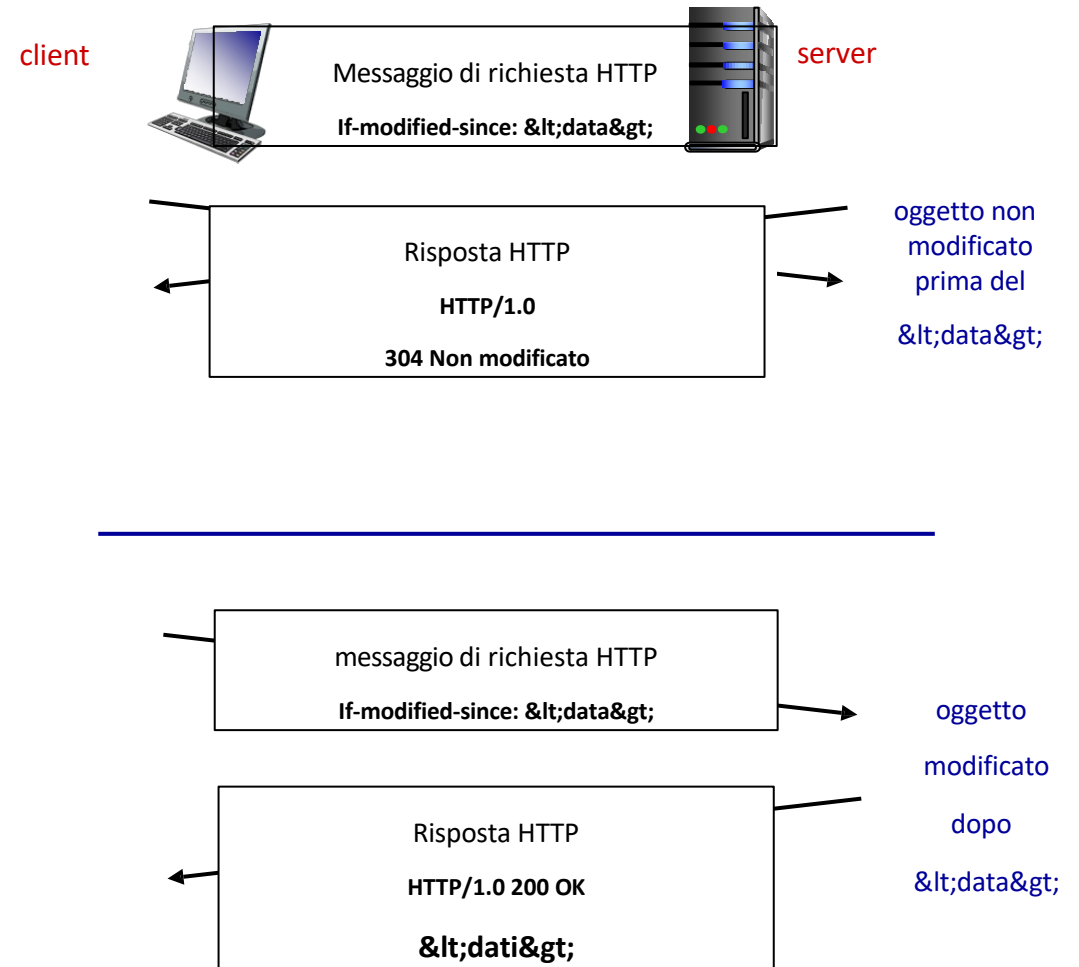 client
server
Messaggio di richiesta HTTP
If-modified-since: &lt;data&gt;
oggetto non
modificato
prima del
&lt;data&gt;
Risposta HTTP
HTTP/1.0
304 Non modificato
messaggio di richiesta HTTP
If-modified-since: &lt;data&gt;
oggetto
modificato
dopo
&lt;data&gt;
Risposta HTTP
HTTP/1.0 200 OK
&lt;dati&gt;